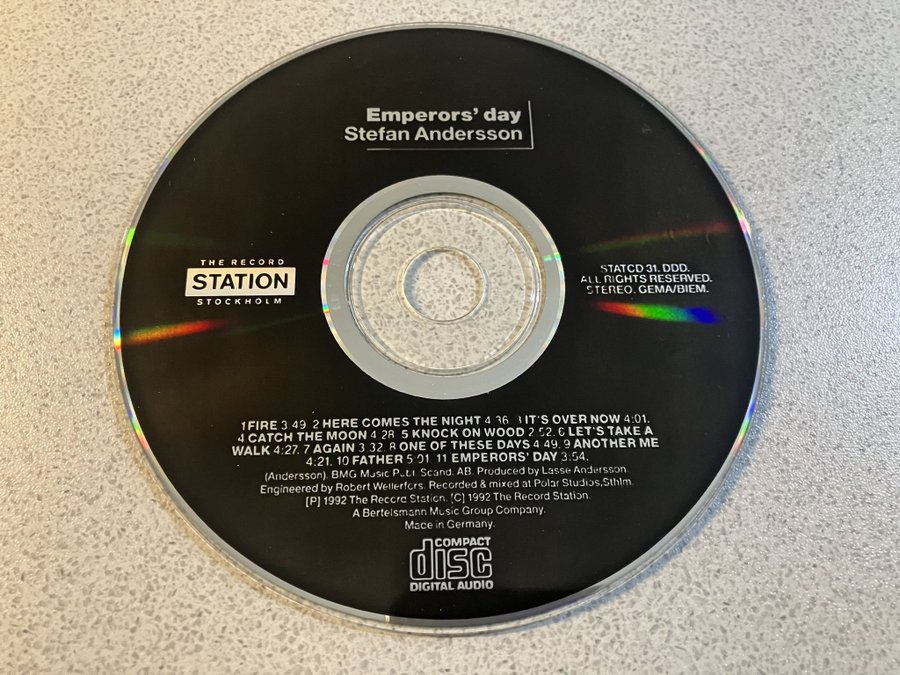 Emperors' day
Stefan Andersson
THE RECORD
STATION
STOCKHOLM
STATCD 31. DDD.
ALL RIGHTS RESERVED.
STEREO. GEMA/BIEM.
1 FIRE 3.49. 2 HERE COMES THE NIGHT 4.36. 3 IT'S OVER NOW 4:01.
4 CATCH THE MOON 4.28. 5 KNOCK ON WOOD 2.52. 6 LET'S TAKE A
WALK 4:27. 7 AGAIN 3.32. 8 ONE OF THESE DAYS 4.49. 9 ANOTHER ME
4:21. 10 FATHER 5:01. 11 EMPERORS' DAY 3:54.
(Andersson). BMG Music Publ. Scand. AB. Produced by Lasse Andersson.
Engineered by Robert Wellerfors. Recorded & mixed at Polar Studios, Sthlm.
[P] 1992 The Record Station. [C] 1992 The Record Station.
A Bertelsmann Music Group Company.
Made in Germany.
COMPACT
disc
DIGITAL AUDIO